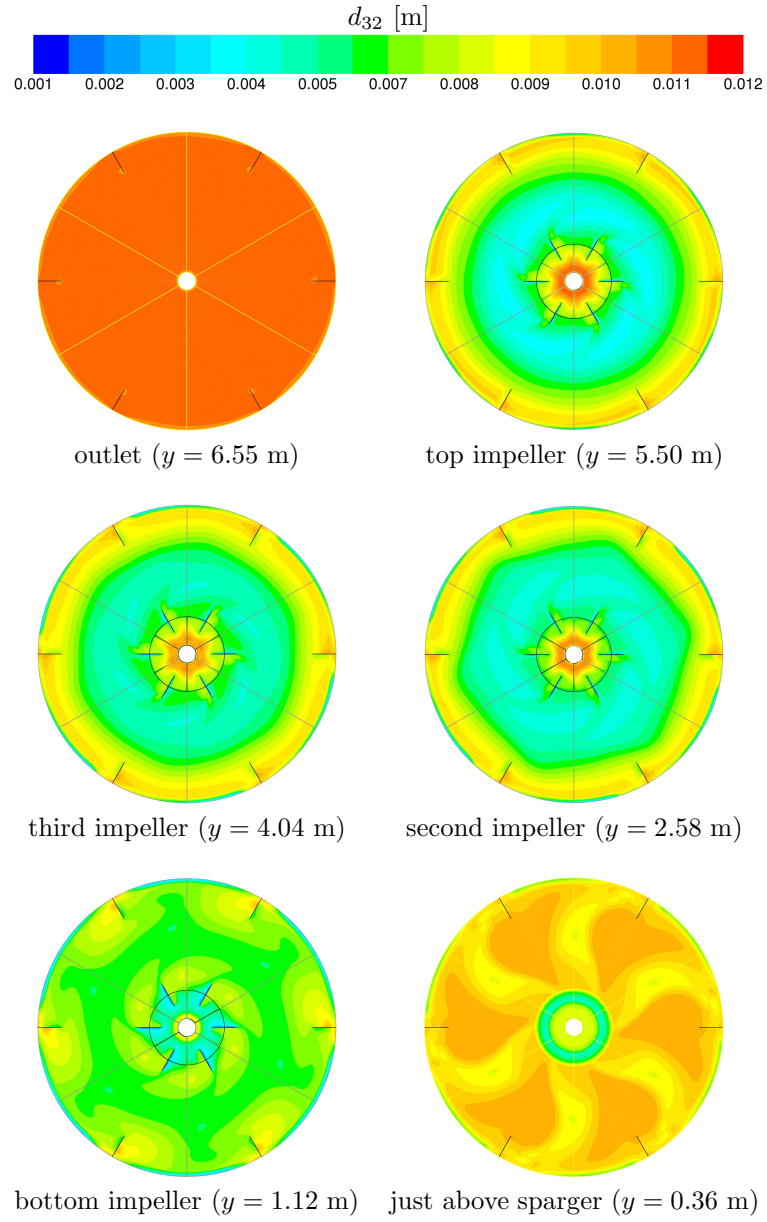 d₃₂ [m]
0.001 0.002 0.003 0.004 0.005 0.006 0.007 0.008 0.009 0.010 0.011 0.012
outlet (y = 6.55 m)
top impeller (y = 5.50 m)
third impeller (y = 4.04 m)
second impeller (y = 2.58 m)
bottom impeller (y = 1.12 m)
just above sparger (y = 0.36 m)